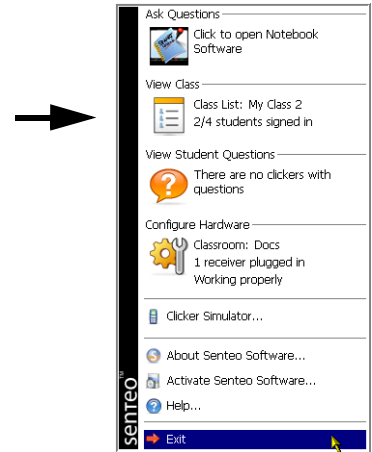 Ask Questions
Click to open Notebook
Software
View Class
Class List: My Class 2
2/4 students signed in
View Student Questions
There are no clickers with
questions
Configure Hardware
Classroom: Docs
1 receiver plugged in
Working properly
Clicker Simulator...
About Senteo Software...
Activate Senteo Software...
Help...
Exit
senteo™